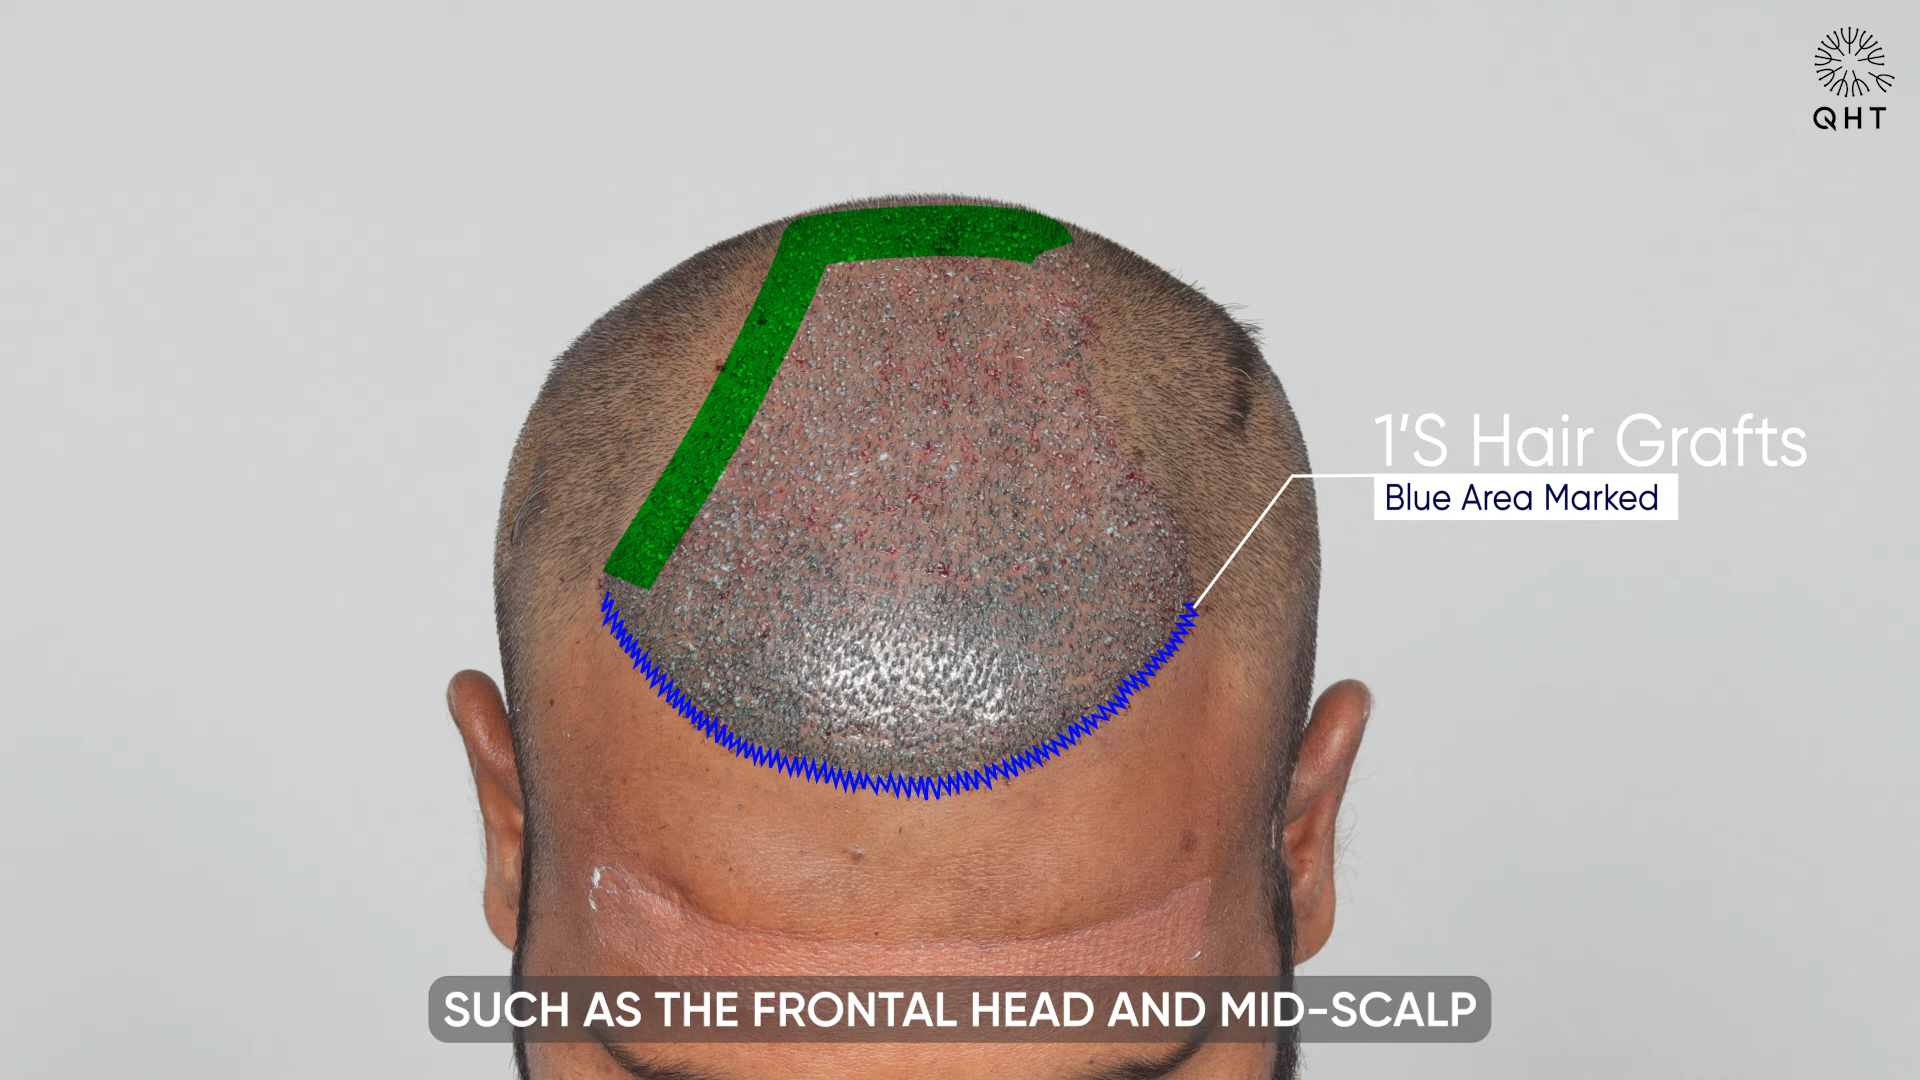 QHT
1'S Hair Grafts
Blue Area Marked
SUCH AS THE FRONTAL HEAD AND MID-SCALP